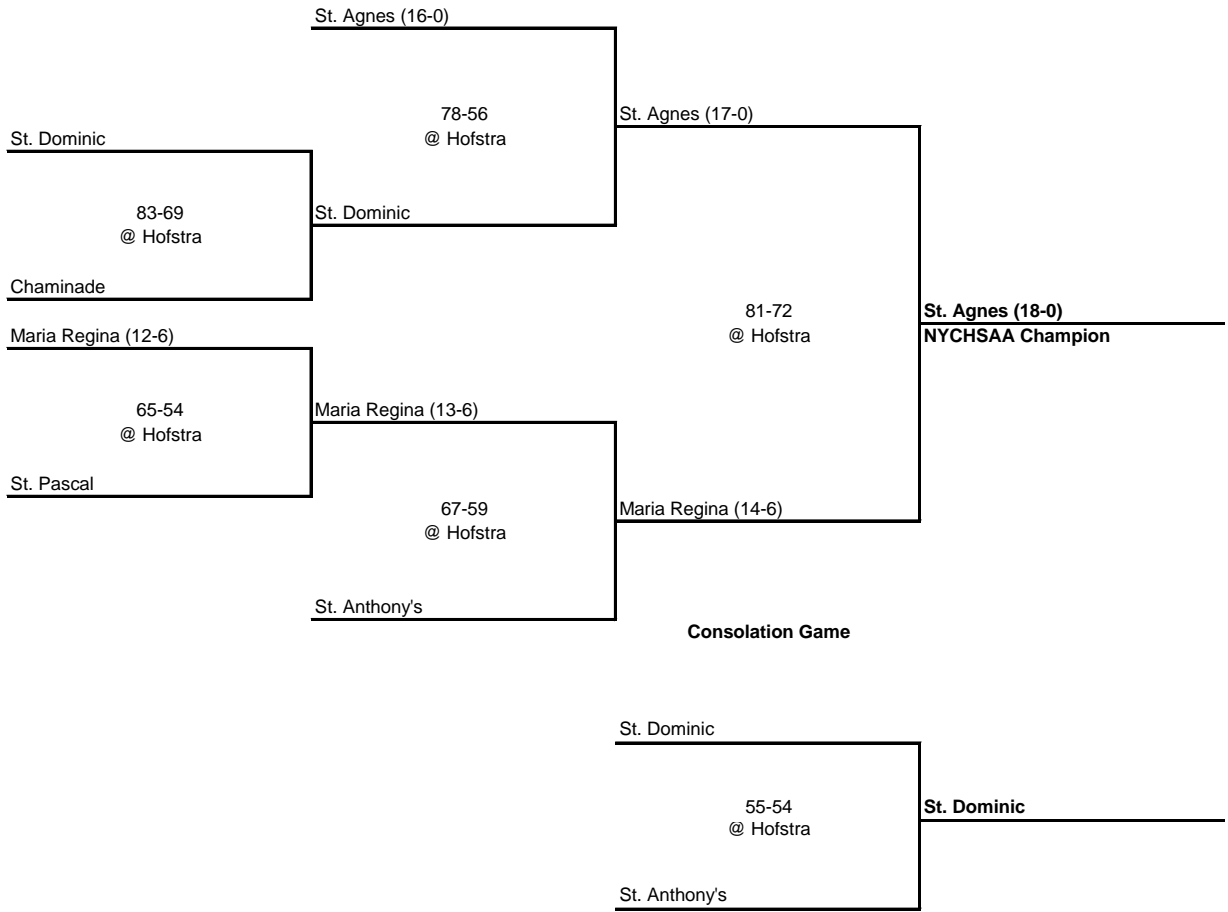 St. Agnes (16-0)
78-56
@ Hofstra
St. Agnes (17-0)
St. Dominic
83-69
@ Hofstra
St. Dominic
Chaminade
81-72
@ Hofstra
St. Agnes (18-0)
NYCHSAA Champion
Maria Regina (12-6)
65-54
@ Hofstra
Maria Regina (13-6)
St. Pascal
67-59
@ Hofstra
Maria Regina (14-6)
St. Anthony's
Consolation Game
St. Dominic
55-54
@ Hofstra
St. Dominic
St. Anthony's